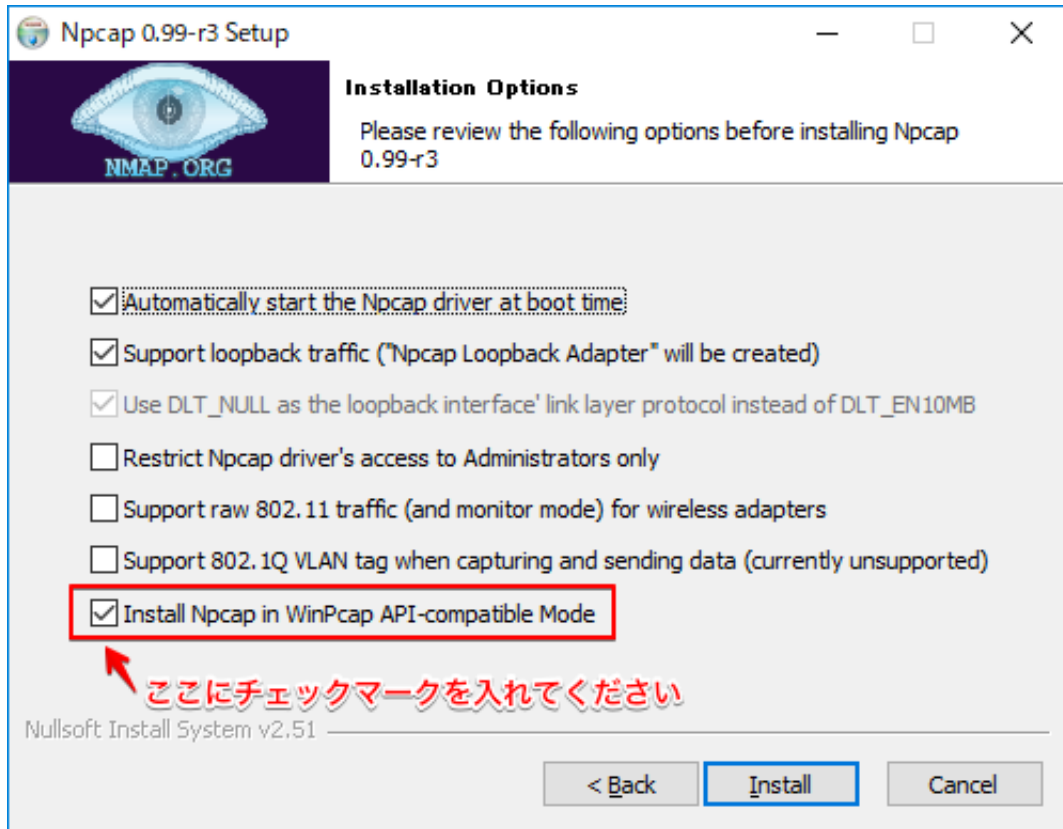 Npcap 0.99-r3 Setup
NMAP.ORG
Installation Options
Please review the following options before installing Npcap
0.99-r3
Automatically start the Npcap driver at boot time
Support loopback traffic ("Npcap Loopback Adapter" will be created)
Use DLT_NULL as the loopback interface' link layer protocol instead of DLT_EN10MB
Restrict Npcap driver's access to Administrators only
Support raw 802.11 traffic (and monitor mode) for wireless adapters
Support 802.1Q VLAN tag when capturing and sending data (currently unsupported)
Install Npcap in WinPcap API-compatible Mode
ここにチェックマークを入れてください
Nullsoft Install System v2.51
< Back
Install
Cancel